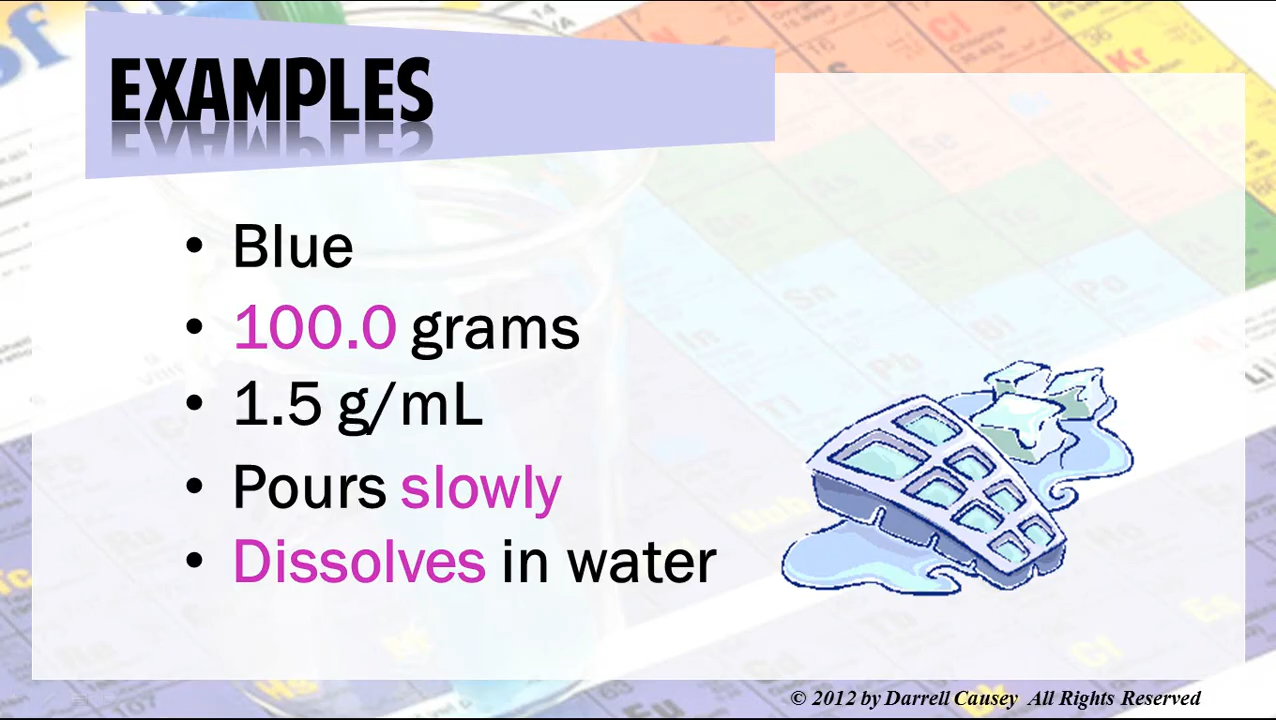 EXAMPLES
• Blue
• 100.0 grams
• 1.5 g/mL
• Pours slowly
• Dissolves in water
© 2012 by Darrell Causey All Rights Reserved